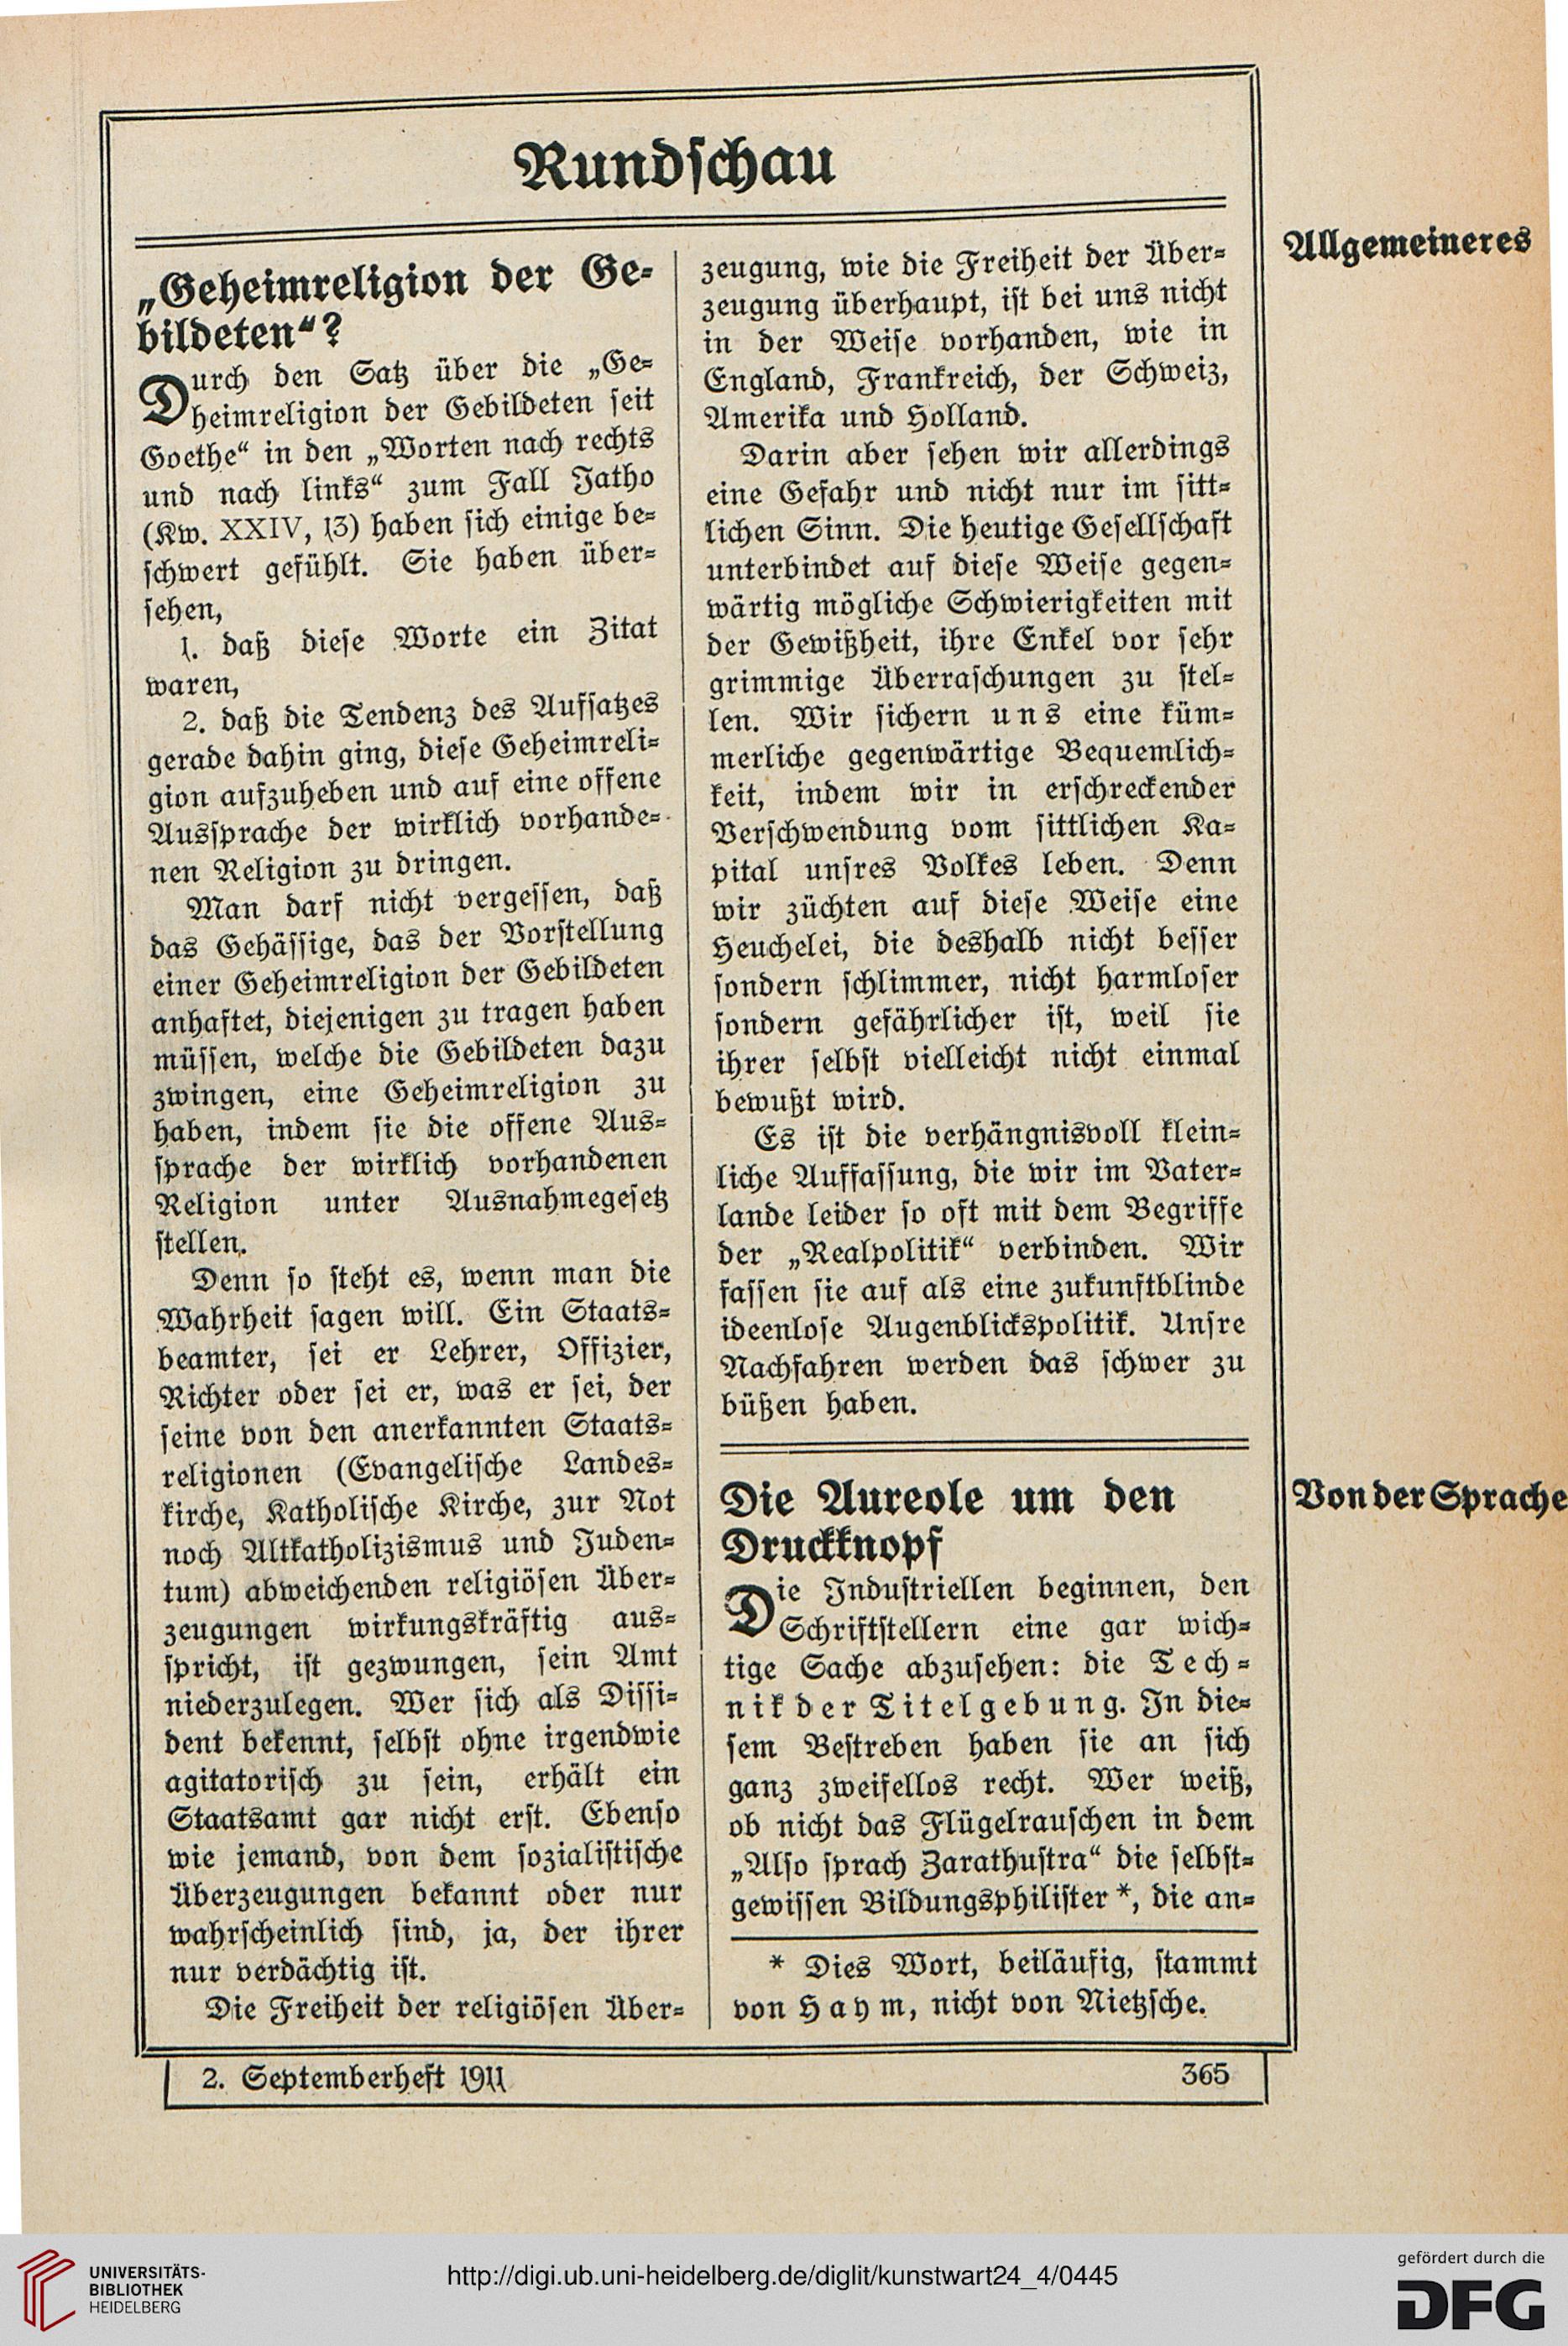 Rundschau
Allgemeineres
„Geheimreligion der Ge-
bildeten“?
Durch den Satz über die „Ge-
heimreligion der Gebildeten seit
Goethe“ in den „Worten nach rechts
und nach links“ zum Fall Jatho
(Kw. XXIV, 13) haben sich einige be-
schwert gefühlt. Sie haben über-
sehen,
1. daß diese Worte ein Zitat
waren,
2. daß die Tendenz des Aufsatzes
gerade dahin ging, diese Geheimreli-
gion aufzuheben und auf eine offene
Aussprache der wirklich vorhande-
nen Religion zu dringen.
Man darf nicht vergessen, daß
das Gehässige, das der Vorstellung
einer Geheimreligion der Gebildeten
anhaftet, diejenigen zu tragen haben
müssen, welche die Gebildeten dazu
zwingen, eine Geheimreligion zu
haben, indem sie die offene Aus-
sprache der wirklich vorhandenen
Religion unter Ausnahmegesetz
stellen.
Denn so steht es, wenn man die
Wahrheit sagen will. Ein Staats-
beamter, sei er Lehrer, Offizier,
Richter oder sei er, was er sei, der
seine von den anerkannten Staats-
religionen (Evangelische Landes-
kirche, Katholische Kirche, zur Not
noch Altkatholizismus und Juden-
tum) abweichenden religiösen Über-
zeugungen wirkungskräftig aus-
spricht, ist gezwungen, sein Amt
niederzulegen. Wer sich als Dissi-
dent bekennt, selbst ohne irgendwie
agitatorisch zu sein, erhält ein
Staatsamt gar nicht erst. Ebenso
wie jemand, von dem sozialistische
Überzeugungen bekannt oder nur
wahrscheinlich sind, ja, der ihrer
nur verdächtig ist.
Die Freiheit der religiösen Über-
zeugung, wie die Freiheit der Über-
zeugung überhaupt, ist bei uns nicht
in der Weise vorhanden, wie in
England, Frankreich, der Schweiz,
Amerika und Holland.
Darin aber sehen wir allerdings
eine Gefahr und nicht nur im sitt-
lichen Sinn. Die heutige Gesellschaft
unterbindet auf diese Weise gegen-
wärtig mögliche Schwierigkeiten mit
der Gewißheit, ihre Enkel vor sehr
grimmige Überraschungen zu stel-
len. Wir sichern uns eine küm-
merliche gegenwärtige Bequemlich-
keit, indem wir in erschreckender
Verschwendung vom sittlichen Ka-
pital unsres Volkes leben. Denn
wir züchten auf diese Weise eine
Heuchelei, die deshalb nicht besser
sondern schlimmer, nicht harmloser
sondern gefährlicher ist, weil sie
ihrer selbst vielleicht nicht einmal
bewußt wird.
Es ist die verhängnisvoll klein-
liche Auffassung, die wir im Vater-
lande leider so oft mit dem Begriffe
der „Realpolitik“ verbinden. Wir
fassen sie auf als eine zukunftblinde
ideenlose Augenblickspolitik. Unsre
Nachfahren werden das schwer zu
büßen haben.
Von der Sprache
Die Aureole um den
Druckknopf
Die Industriellen beginnen, den
Schriftstellern eine gar wich-
tige Sache abzusehen: die Tech-
nik der Titelgebung. In die-
sem Bestreben haben sie an sich
ganz zweifellos recht. Wer weiß,
ob nicht das Flügelrauschen in dem
„Also sprach Zarathustra“ die selbst-
gewissen Bildungsphilister*, die an-
* Dies Wort, beiläufig, stammt
von Haym, nicht von Nietzsche.
2. Septemberheft 1911
365
UNIVERSITÄTS-
BIBLIOTHEK
HEIDELBERG
http://digi.ub.uni-heidelberg.de/diglit/kunstwart24_4/0445
gefördert durch die
DFG